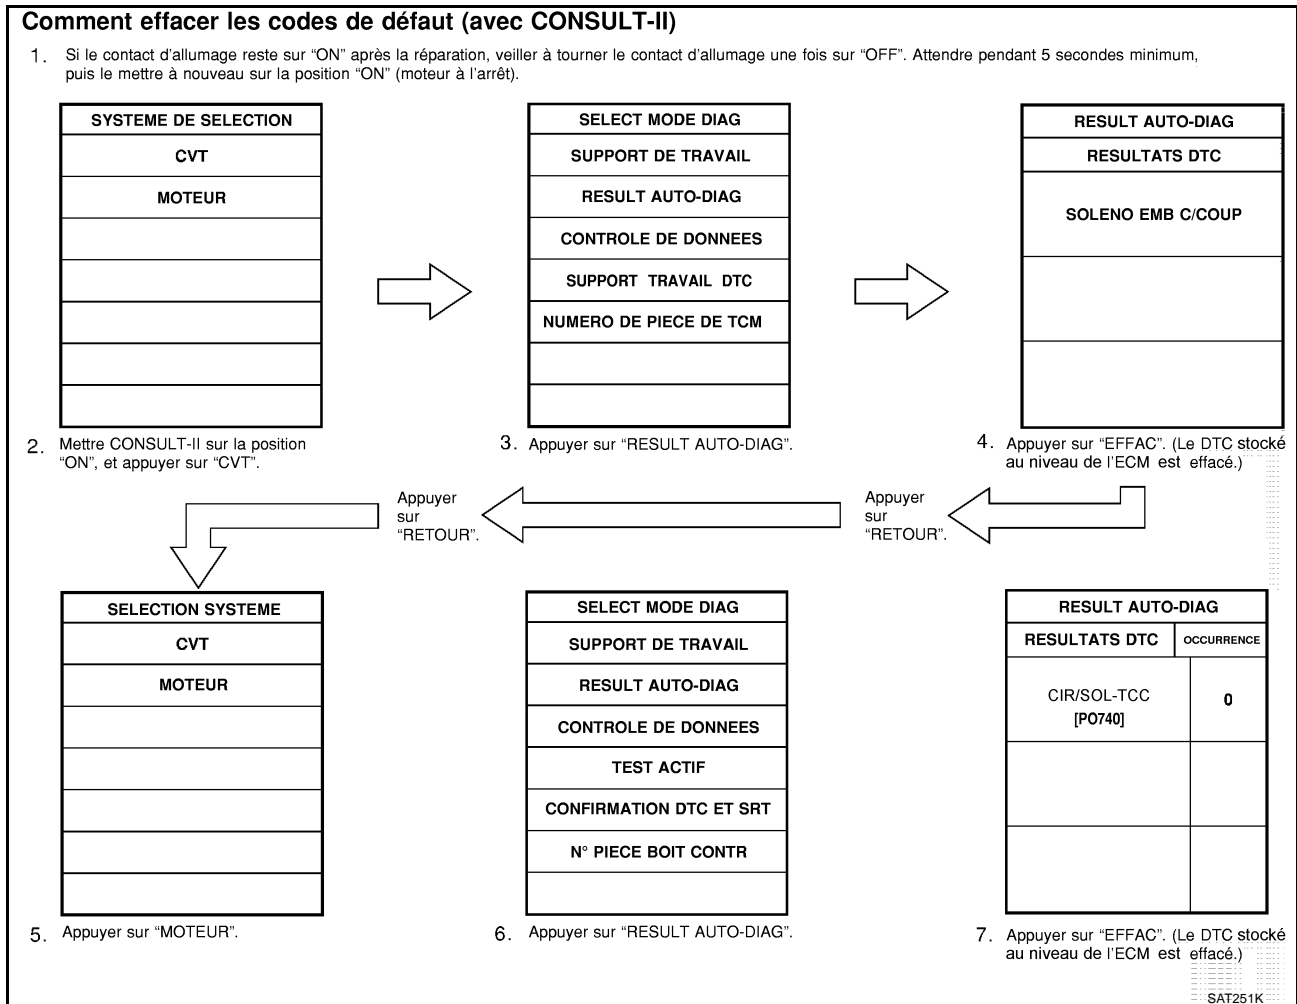 Comment effacer les codes de défaut (avec CONSULT-II)
1. Si le contact d'allumage reste sur “ON” après la réparation, veiller à tourner le contact d'allumage une fois sur “OFF”. Attendre pendant 5 secondes minimum,
puis le mettre à nouveau sur la position “ON” (moteur à l'arrêt).
SYSTEME DE SELECTION
CVT
MOTEUR
2. Mettre CONSULT-II sur la position
“ON”, et appuyer sur “CVT”.
SELECT MODE DIAG
SUPPORT DE TRAVAIL
RESULT AUTO-DIAG
CONTROLE DE DONNEES
SUPPORT TRAVAIL DTC
NUMERO DE PIECE DE TCM
3. Appuyer sur “RESULT AUTO-DIAG”.
RESULT AUTO-DIAG
RESULTATS DTC
SOLENO EMB C/COUP
4. Appuyer sur “EFFAC”. (Le DTC stocké
au niveau de l'ECM est effacé.)
Appuyer
sur
“RETOUR”.
Appuyer
sur
“RETOUR”.
SELECTION SYSTEME
CVT
MOTEUR
5. Appuyer sur “MOTEUR”.
SELECT MODE DIAG
SUPPORT DE TRAVAIL
RESULT AUTO-DIAG
CONTROLE DE DONNEES
TEST ACTIF
CONFIRMATION DTC ET SRT
N° PIECE BOIT CONTR
6. Appuyer sur “RESULT AUTO-DIAG”.
RESULT AUTO-DIAG
RESULTATS DTC OCCURRENCE
CIR/SOL-TCC 0
[PO740]
7. Appuyer sur “EFFAC”. (Le DTC stocké
au niveau de l'ECM est effacé.)
SAT251K